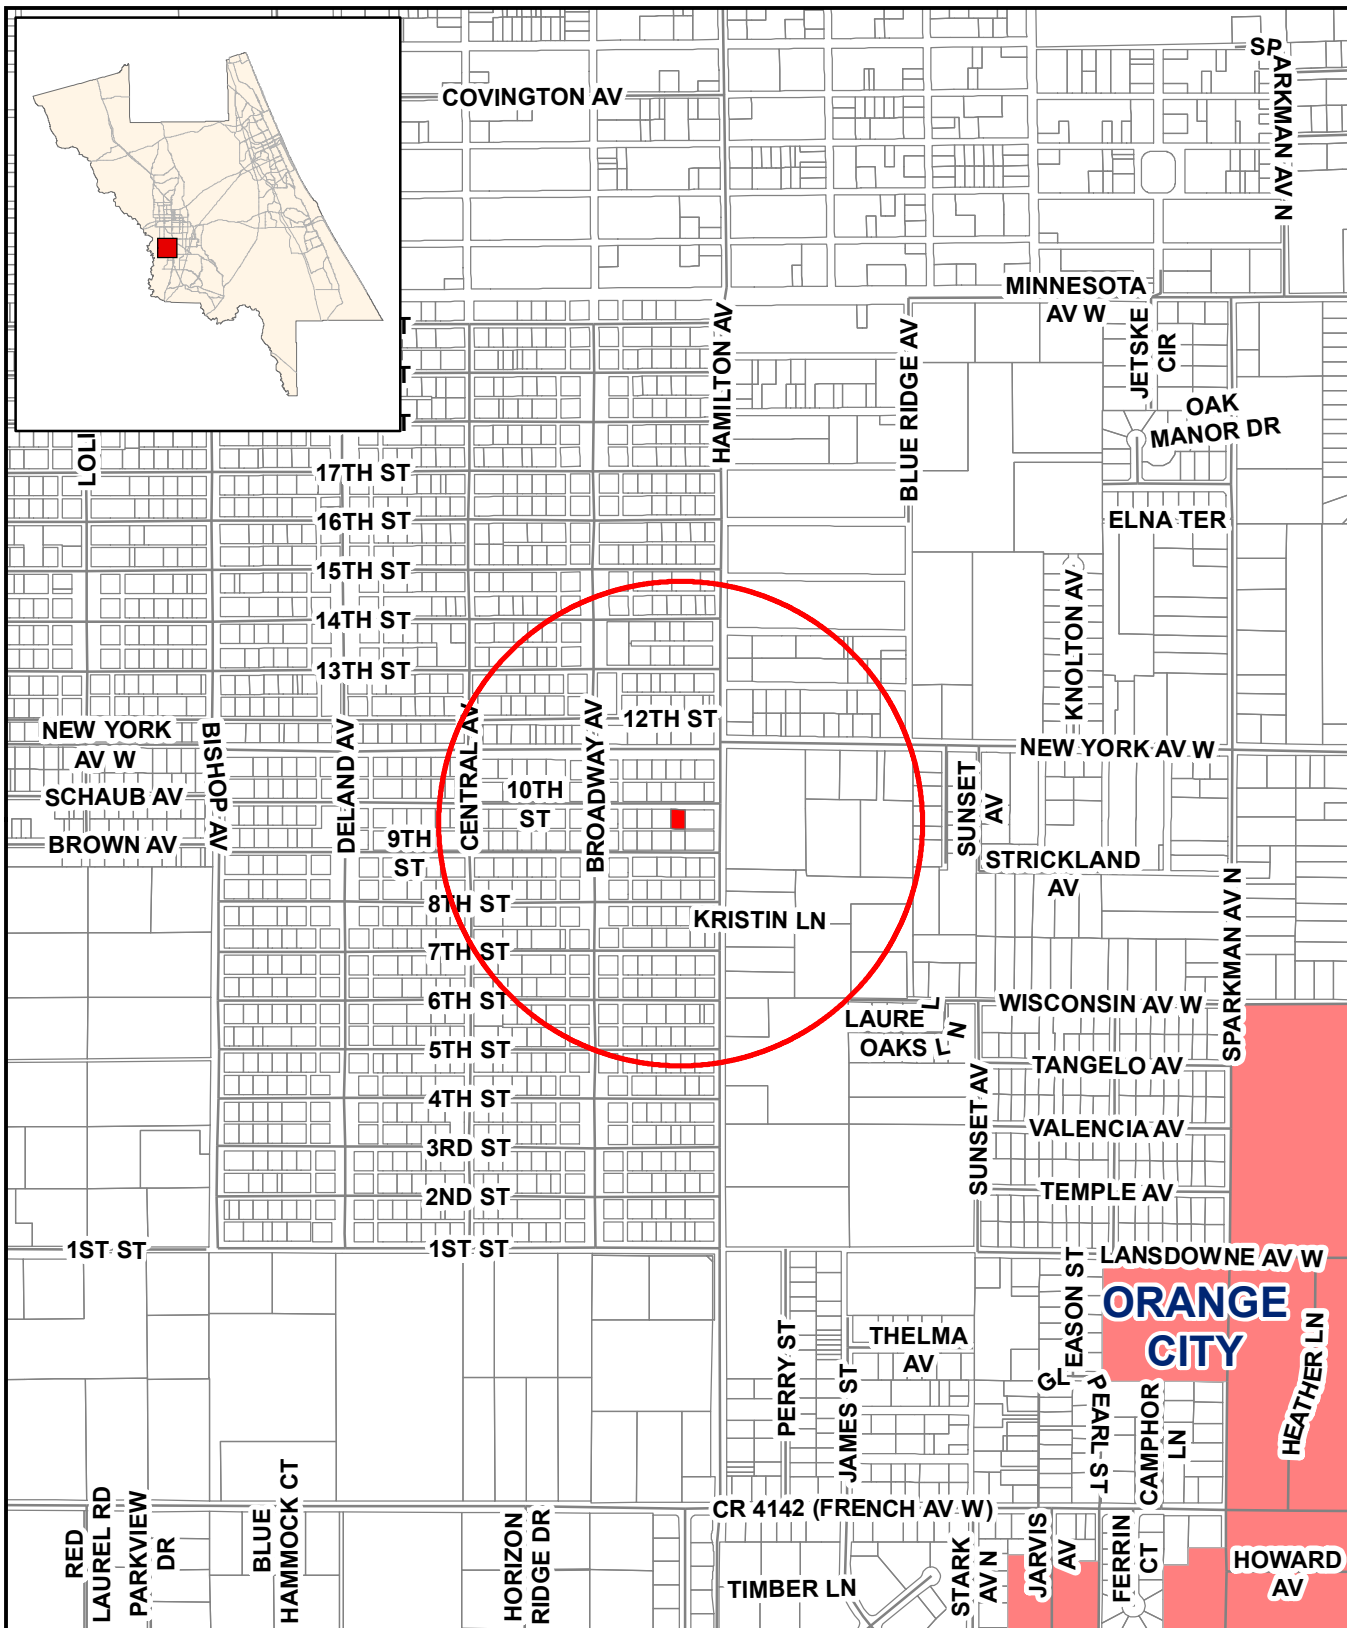 SPARKMAN AV N
COVINGTON AV
MINNESOTA
AV W
HAMILTON AV
BLUE RIDGE AV
JETSKE
CIR
OAK
MANOR DR
T
T
T
LOLI
17TH ST
16TH ST
ELNA TER
15TH ST
KNOLTON AV
14TH ST
13TH ST
12TH ST
NEW YORK
AV W
BISHOP AV
DELAND AV
CENTRAL AV
BROADWAY AV
NEW YORK AV W
SUNSET
AV
SCHAUB AV
10TH
ST
BROWN AV
9TH
ST
STRICKLAND
AV
8TH ST
KRISTIN LN
SPARKMAN AV N
7TH ST
6TH ST
WISCONSIN AV W
LAUREL
OAKS LN
5TH ST
TANGELO AV
SUNSET AV
4TH ST
VALENCIA AV
3RD ST
2ND ST
TEMPLE AV
1ST ST
1ST ST
LANSDOWNE AV W
GLEASON ST
ORANGE
CITY
HEATHER LN
PERRY ST
THELMA
AV
JAMES ST
PEARL ST
CAMPHOR
LN
CR 4142 (FRENCH AV W)
RED
LAUREL RD
PARKVIEW
DR
BLUE
HAMMOCK CT
HORIZON
RIDGE DR
TIMBER LN
STARK
AV N
JARVIS
AV
FERRIN
CT
HOWARD
AV